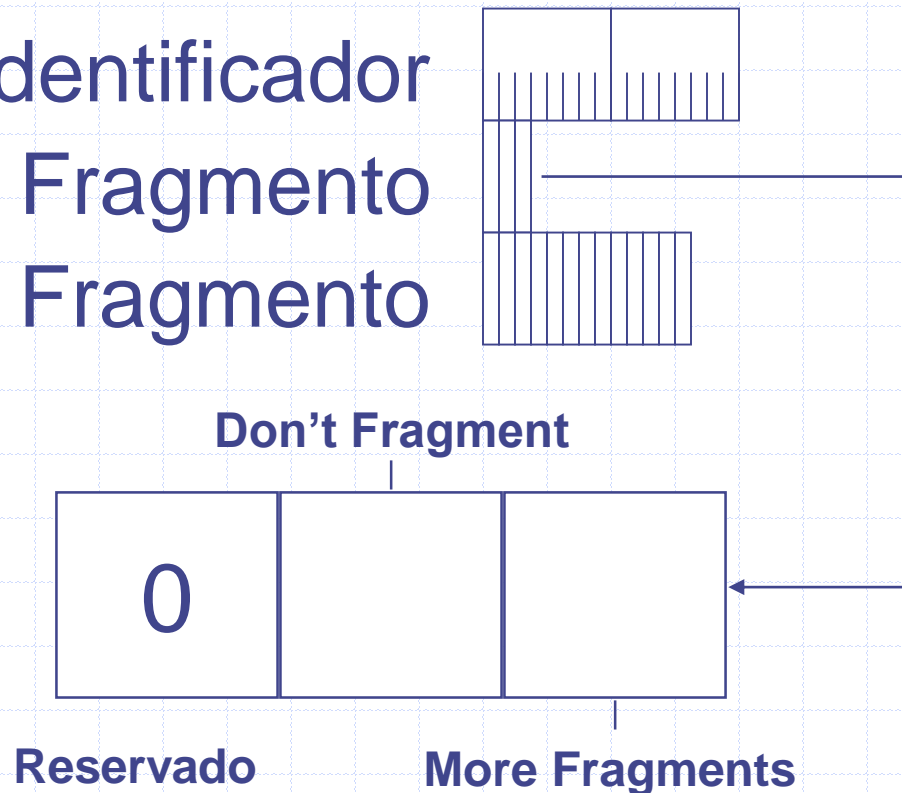 dentificador
Fragmento
Fragmento
Don’t Fragment
0
Reservado
More Fragments